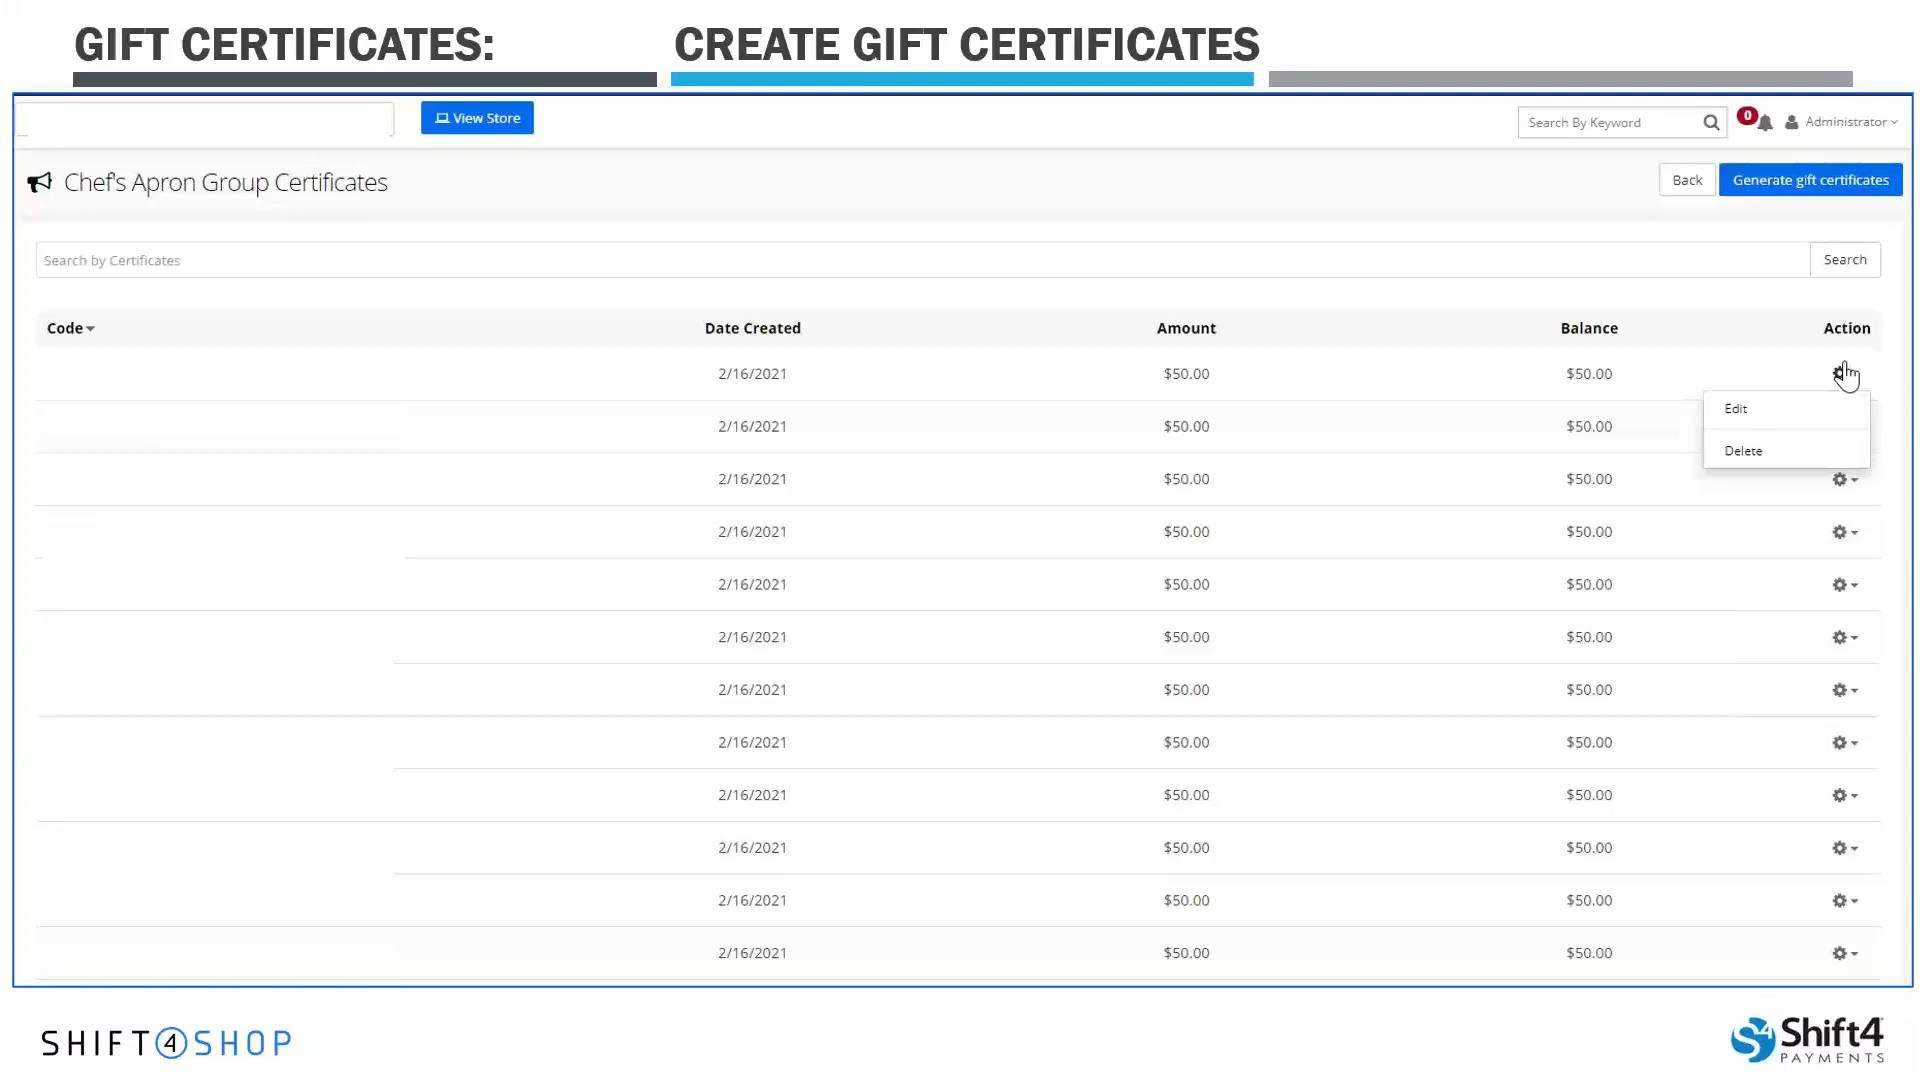 GIFT CERTIFICATES: CREATE GIFT CERTIFICATES
View Store Search By Keyword 0 Administrator
Chef's Apron Group Certificates Back Generate gift certificates
Search by Certificates Search
Code Date Created Amount Balance Action
2/16/2021 $50.00 $50.00
Edit
2/16/2021 $50.00 $50.00
Delete
2/16/2021 $50.00 $50.00
2/16/2021 $50.00 $50.00
2/16/2021 $50.00 $50.00
2/16/2021 $50.00 $50.00
2/16/2021 $50.00 $50.00
2/16/2021 $50.00 $50.00
2/16/2021 $50.00 $50.00
2/16/2021 $50.00 $50.00
2/16/2021 $50.00 $50.00
2/16/2021 $50.00 $50.00
SHIFT4SHOP
S4 Shift4
PAYMENTS